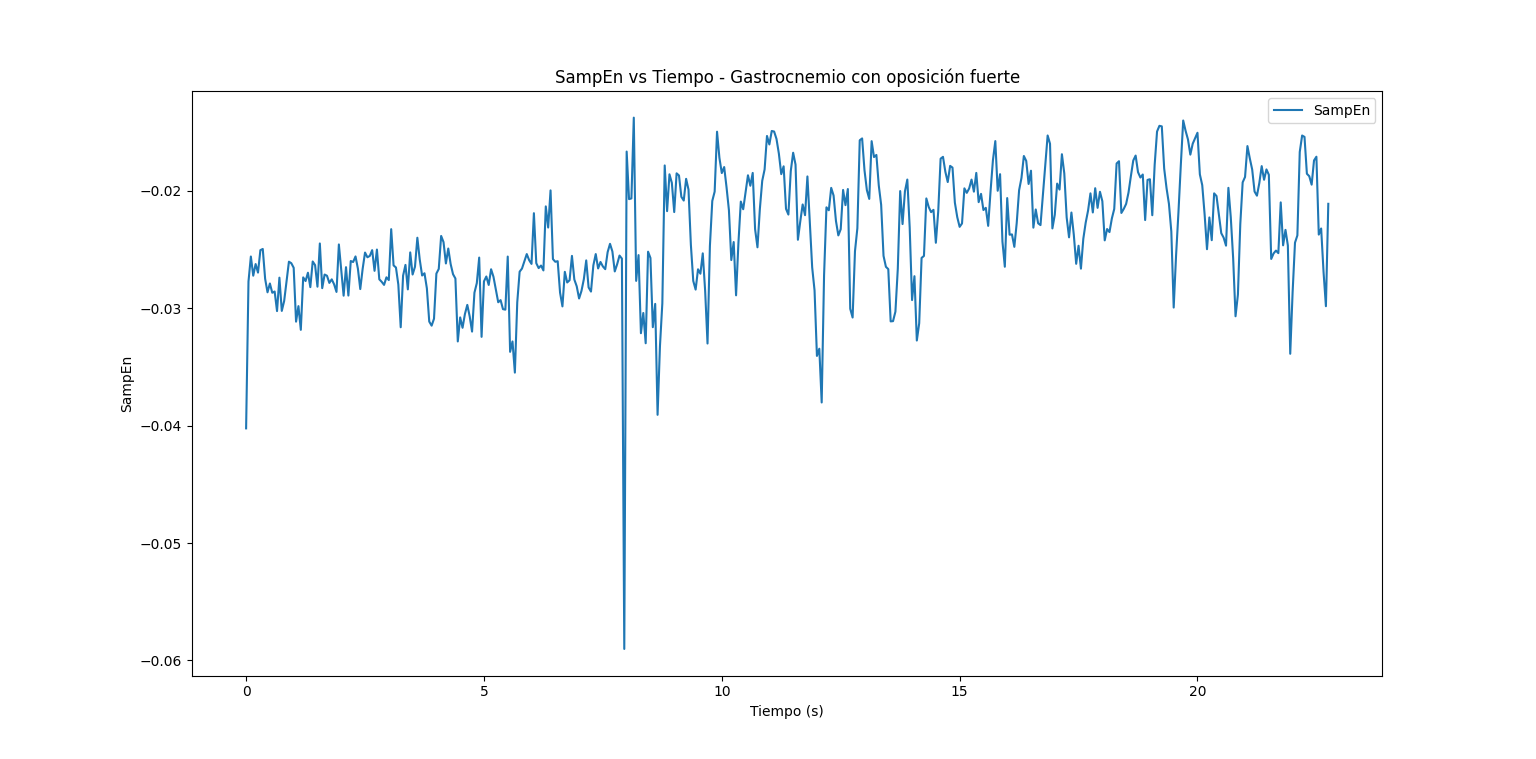 SampEn vs Tiempo - Gastrocnemio con oposición fuerte
SampEn
−0.02
−0.03
−0.04
−0.05
−0.06
SampEn
0
5
10
15
20
Tiempo (s)